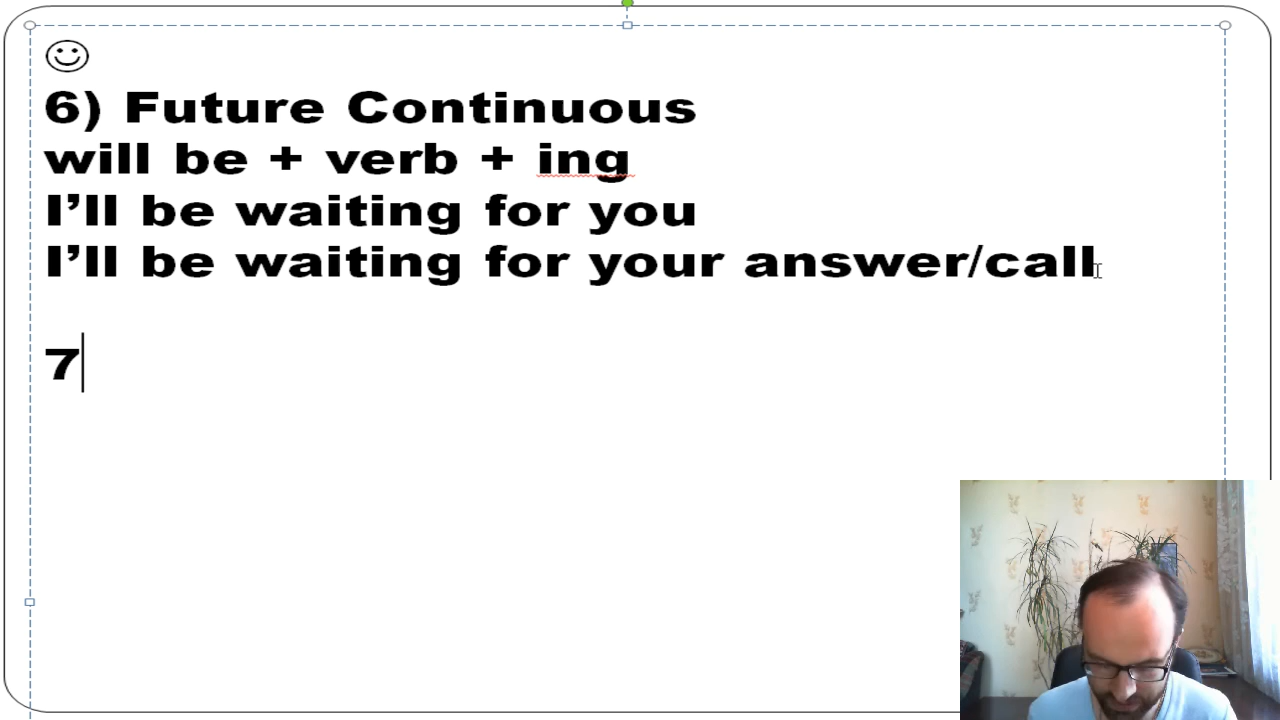 6) Future Continuous
will be + verb + ing
I’ll be waiting for you
I’ll be waiting for your answer/call
7